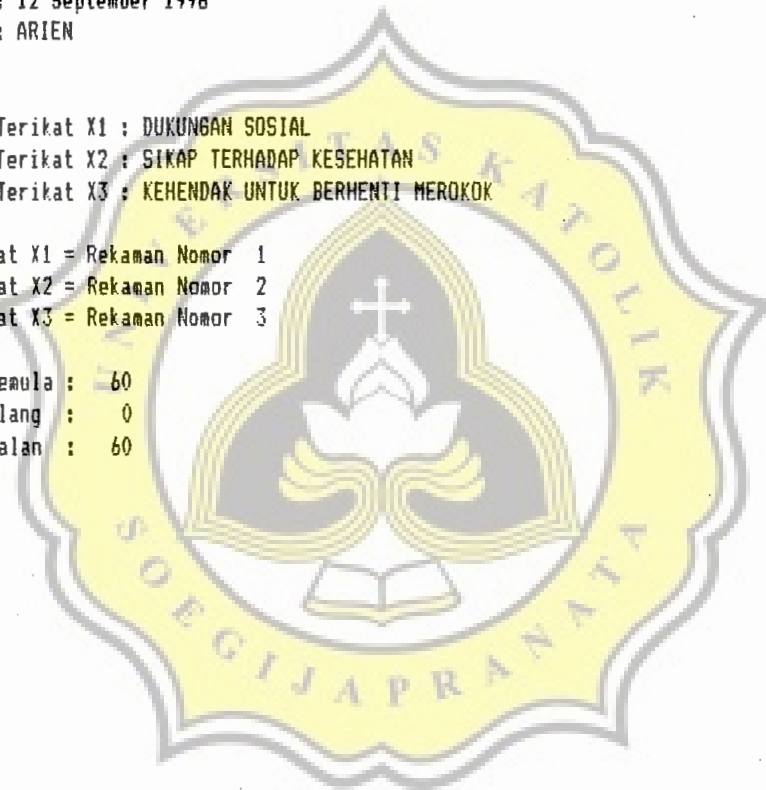 : 12 September 1998
: ARIEN
Terikat X1 : DUKUNGAN SOSIAL
Terikat X2 : SIKAP TERHADAP KESEHATAN
Terikat X3 : KEHENDAK UNTUK BERHENTI MEROKOK
at X1 = Rekaman Nomor 1
at X2 = Rekaman Nomor 2
at X3 = Rekaman Nomor 3
emula : 60
lang : 0
alan : 60
UNIVERSITAS KATOLIK
SOEGIJAPRANATA